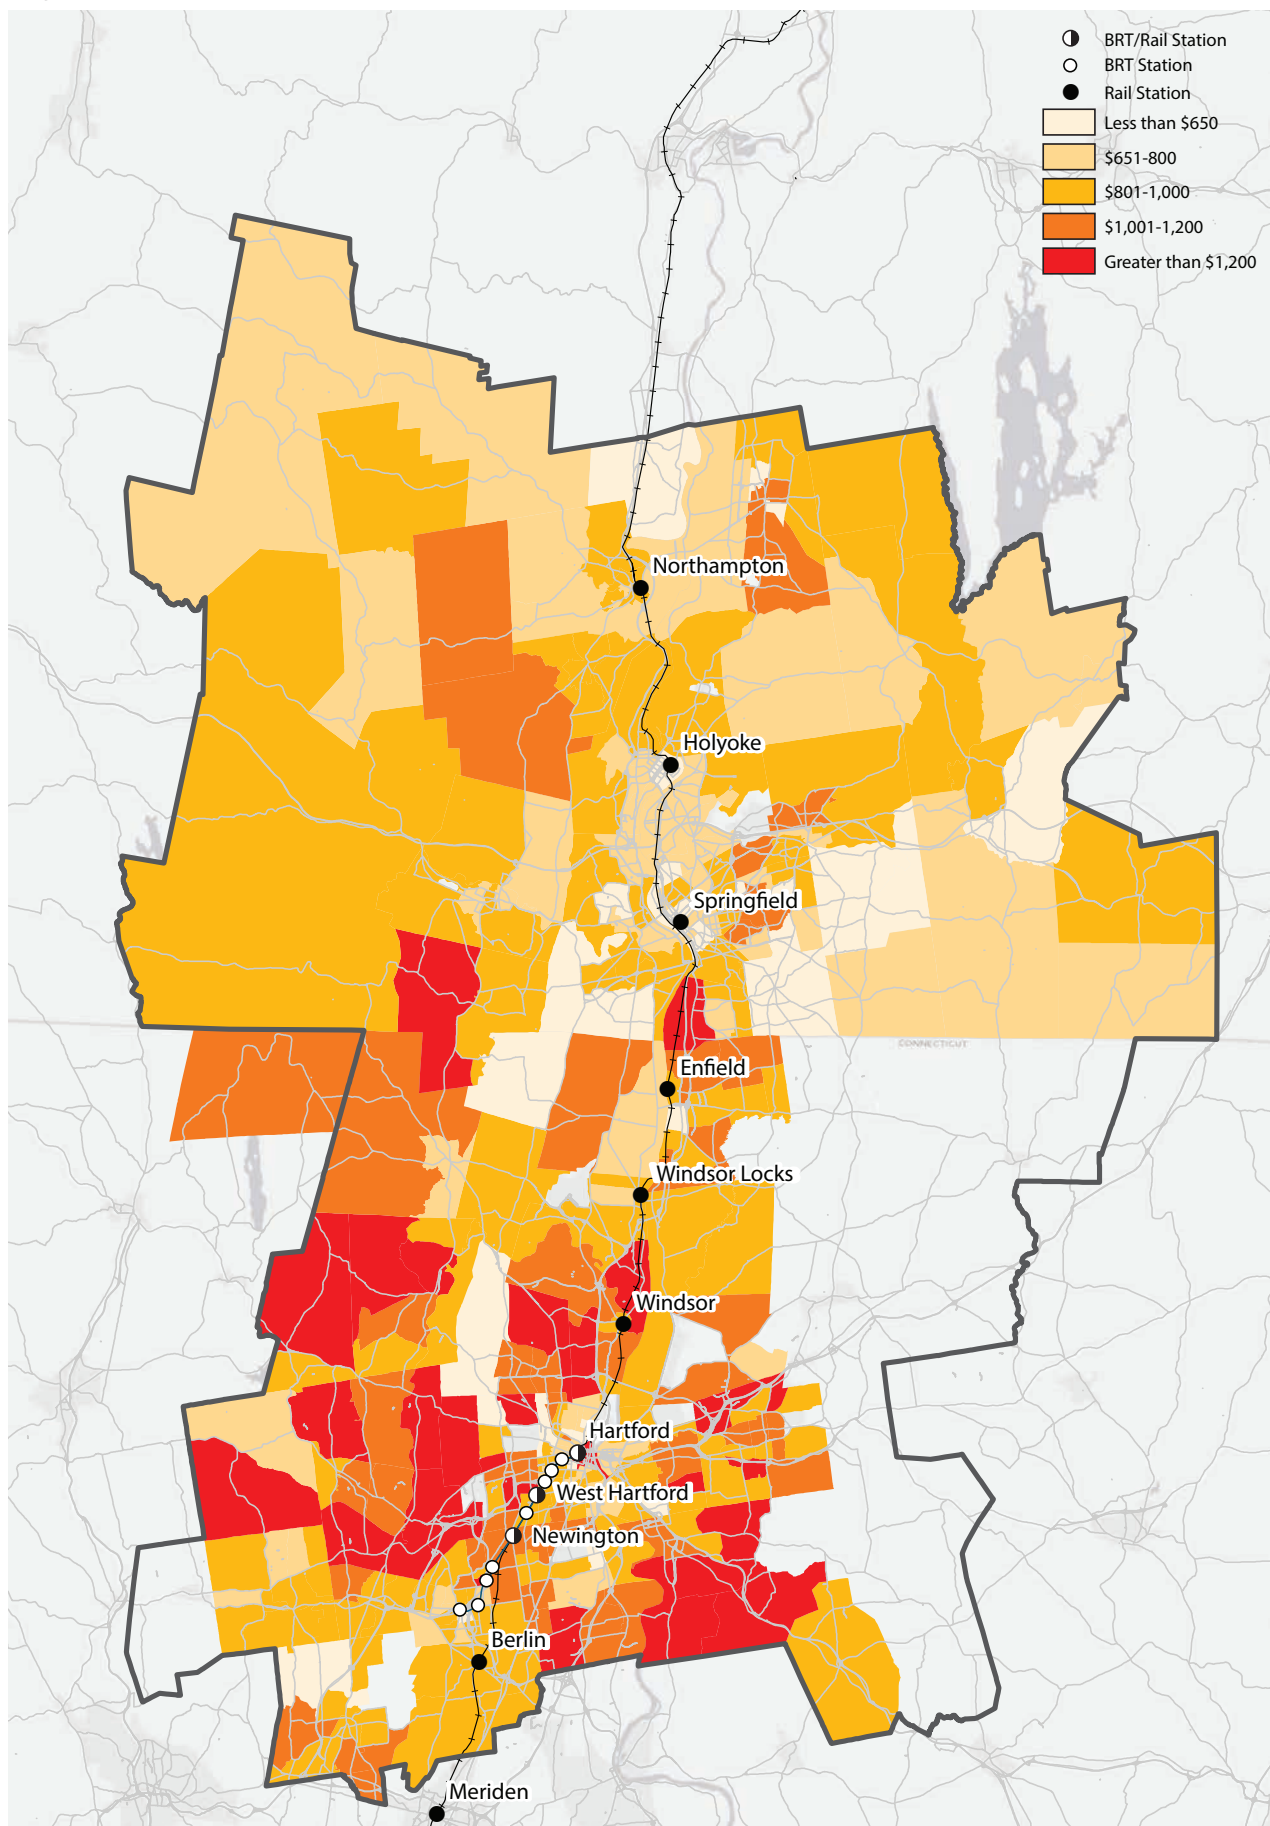 BRT/Rail Station
BRT Station
Rail Station
Less than $650
$651-800
$801-1,000
$1,001-1,200
Greater than $1,200
Northampton
Holyoke
Springfield
CONNECTICUT
Enfield
Windsor Locks
Windsor
Hartford
West Hartford
Newington
Berlin
Meriden